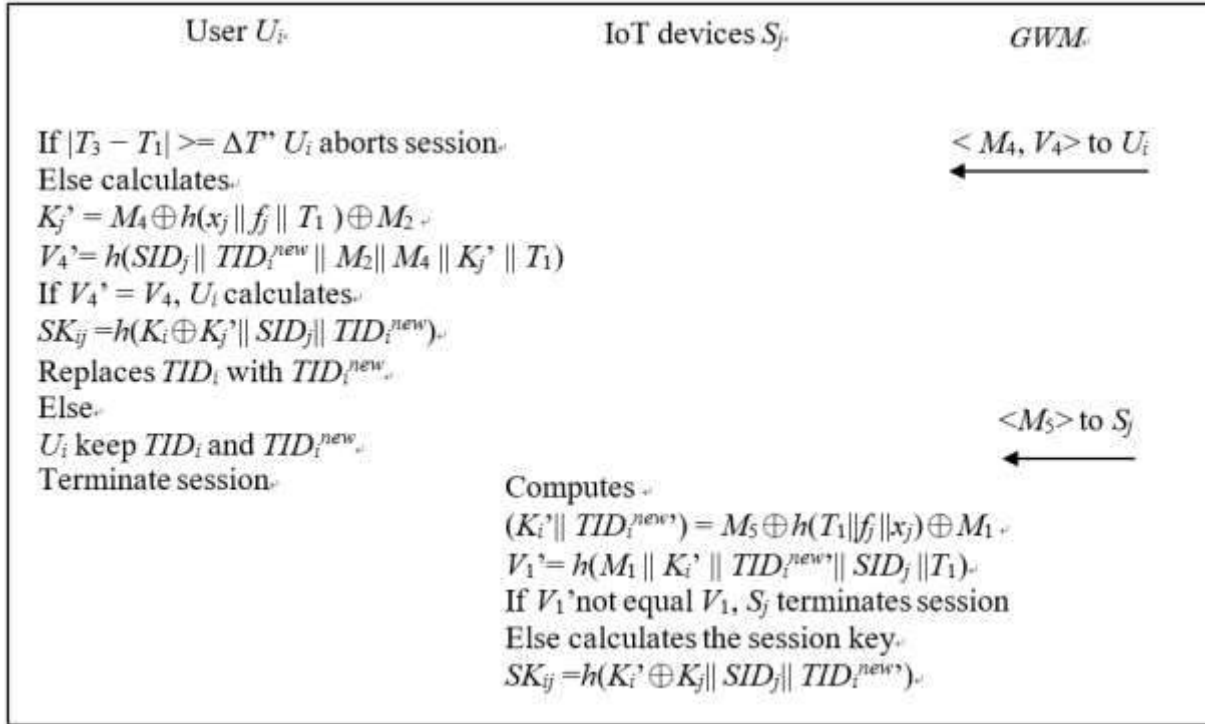 User Uᵢ IoT devices Sⱼ GWM
If |T₃ − T₁| >= ΔT” Uᵢ aborts session
< M₄, V₄> to Uᵢ
Else calculates
Kⱼ’ = M₄⊕h(xⱼ || fⱼ || T₁ )⊕M₂
V₄’= h(SIDⱼ || TIDᵢⁿᵉʷ || M₂|| M₄ || Kⱼ’ || T₁)
If V₄’ = V₄, Uᵢ calculates
SKᵢⱼ =h(Kᵢ⊕Kⱼ’|| SIDⱼ|| TIDᵢⁿᵉʷ)
Replaces TIDᵢ with TIDᵢⁿᵉʷ
Else
<M₅> to Sⱼ
Uᵢ keep TIDᵢ and TIDᵢⁿᵉʷ
Terminate session
Computes
(Kᵢ’|| TIDᵢⁿᵉʷ’) = M₅⊕h(T₁||fⱼ||xⱼ)⊕M₁
V₁’= h(M₁ || Kᵢ’ || TIDᵢⁿᵉʷ’|| SIDⱼ ||T₁)
If V₁’not equal V₁, Sⱼ terminates session
Else calculates the session key
SKᵢⱼ =h(Kᵢ’⊕Kⱼ|| SIDⱼ|| TIDᵢⁿᵉʷ’)